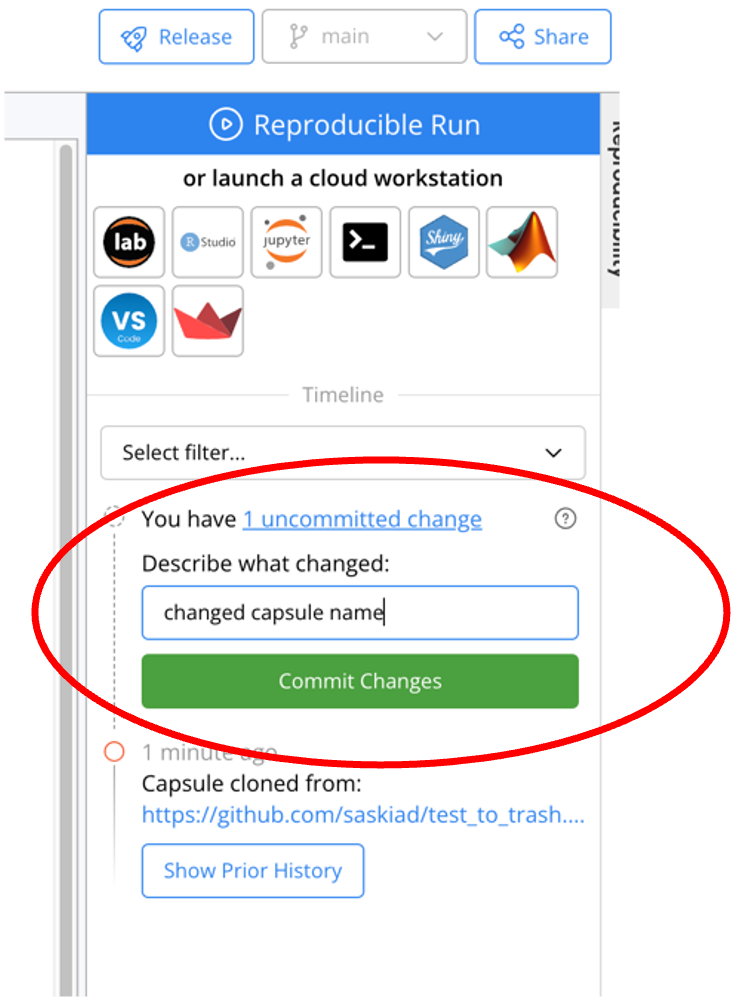 Release
main
Share
Reproducible Run
Reproducibility
or launch a cloud workstation
lab
R Studio
jupyter
>_
Shiny
VS
Code
Timeline
Select filter...
You have 1 uncommitted change
?
Describe what changed:
changed capsule name
Commit Changes
1 minute ago
Capsule cloned from:
https://github.com/saskiad/test_to_trash....
Show Prior History